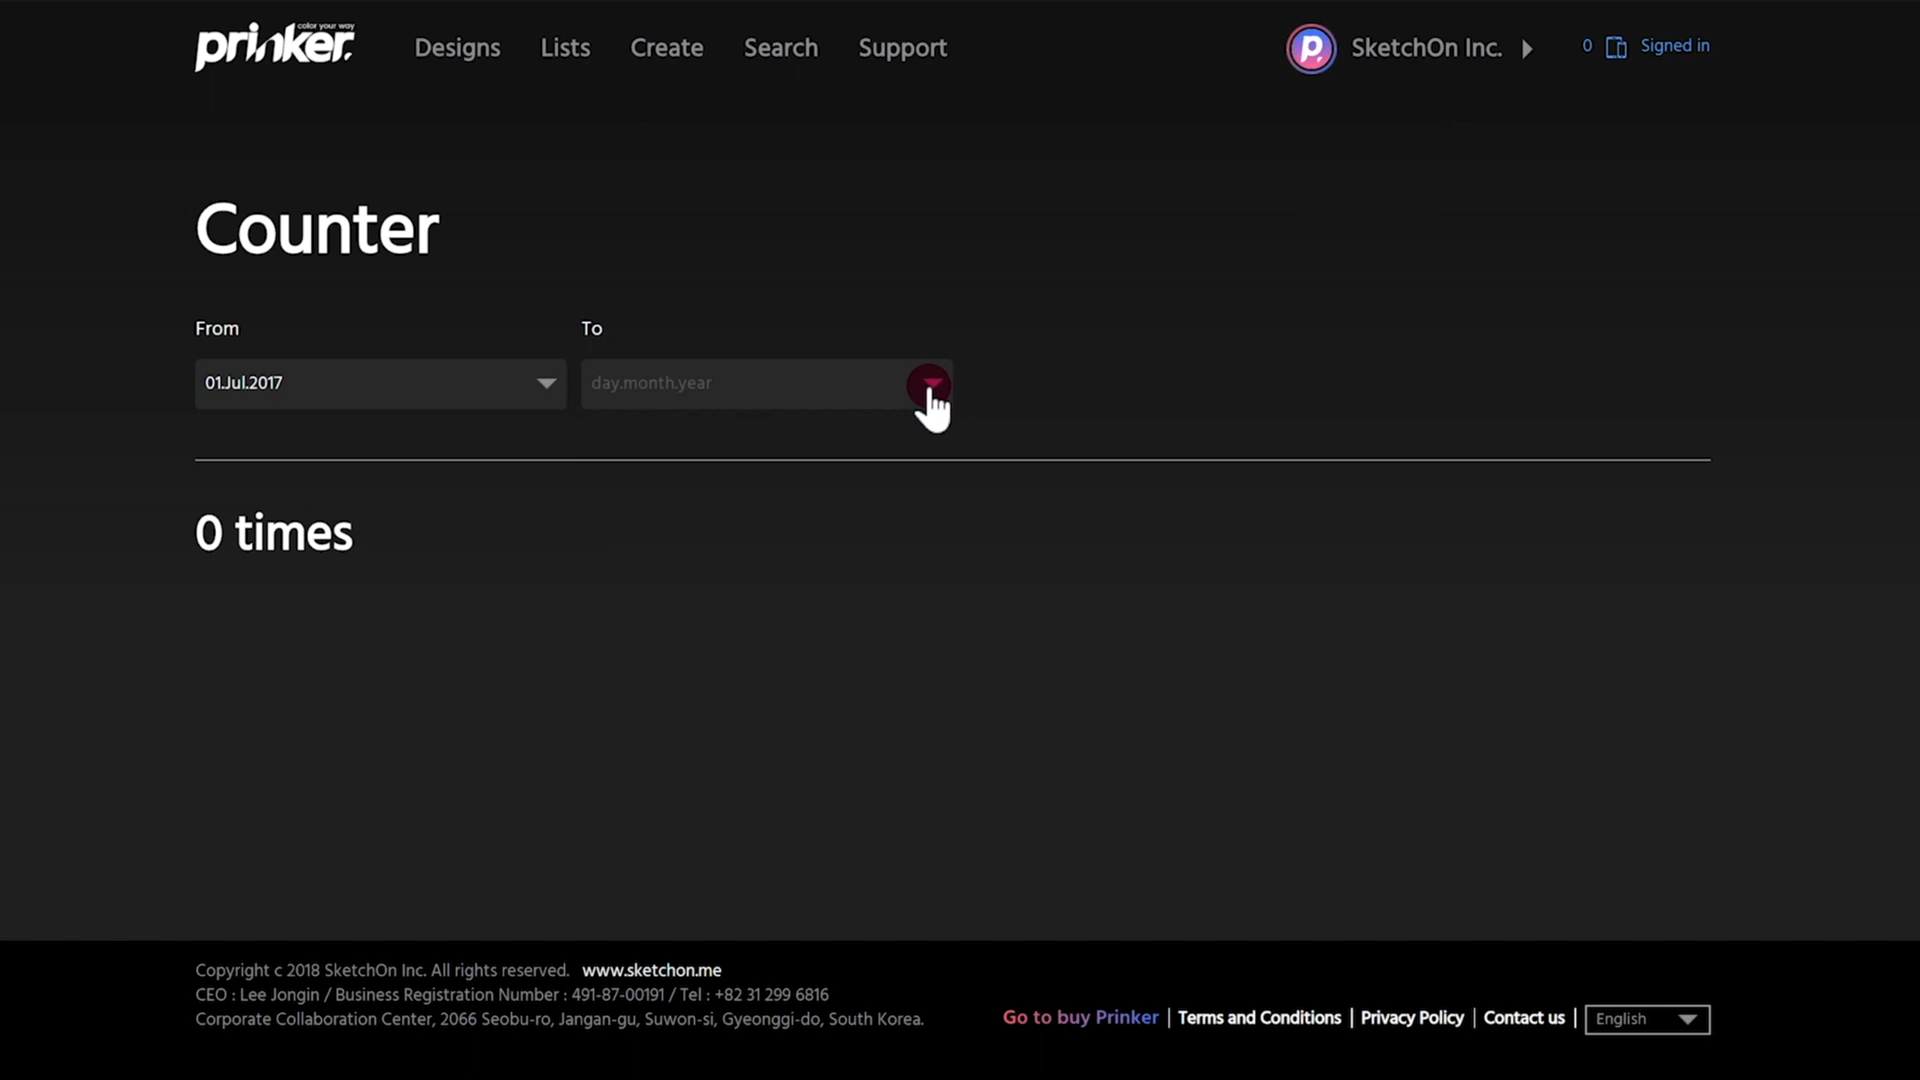 color your way
prinker.
Designs Lists Create Search Support
SketchOn Inc.
0 Signed in
Counter
From To
01.Jul.2017 day.month.year
0 times
Copyright c 2018 SketchOn Inc. All rights reserved. www.sketchon.me
CEO : Lee Jongin / Business Registration Number : 491-87-00191 / Tel : +82 31 299 6816
Corporate Collaboration Center, 2066 Seobu-ro, Jangan-gu, Suwon-si, Gyeonggi-do, South Korea.
Go to buy Prinker | Terms and Conditions | Privacy Policy | Contact us | English